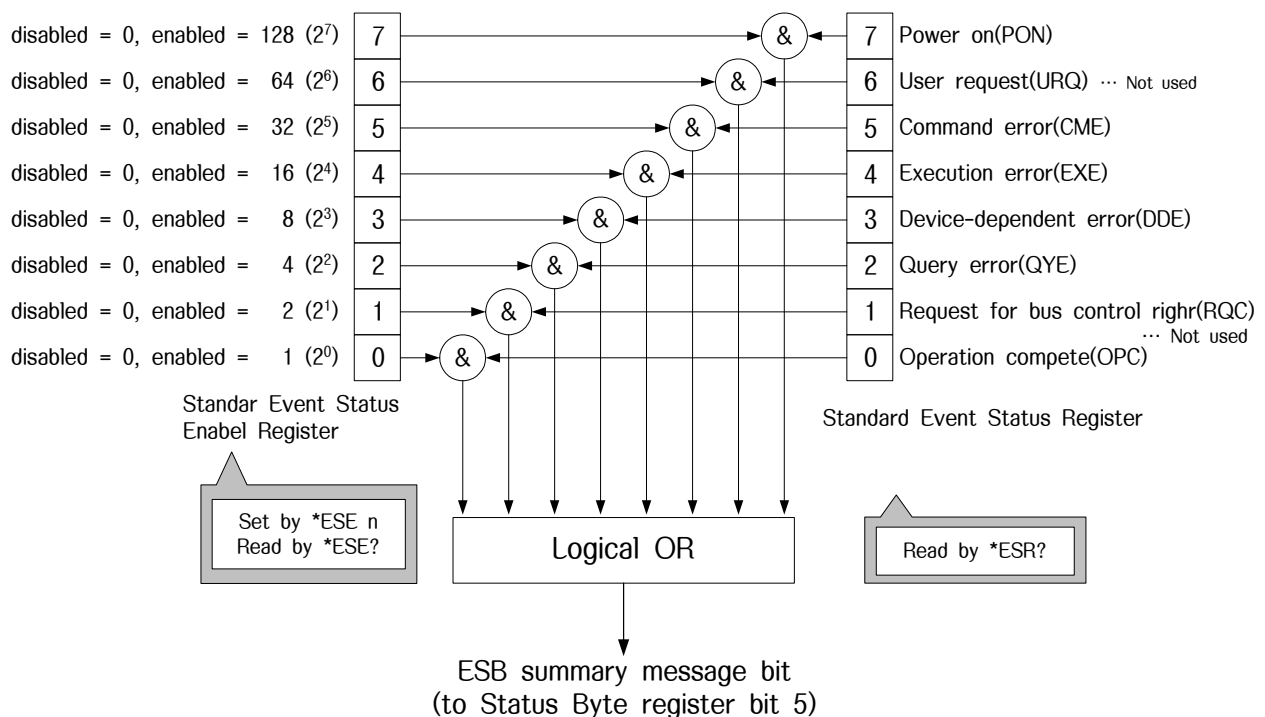 disabled = 0, enabled = 128 (2⁷) 7 & 7 Power on(PON)
disabled = 0, enabled = 64 (2⁶) 6 & 6 User request(URQ) ··· Not used
disabled = 0, enabled = 32 (2⁵) 5 & 5 Command error(CME)
disabled = 0, enabled = 16 (2⁴) 4 & 4 Execution error(EXE)
disabled = 0, enabled = 8 (2³) 3 & 3 Device-dependent error(DDE)
disabled = 0, enabled = 4 (2²) 2 & 2 Query error(QYE)
disabled = 0, enabled = 2 (2¹) 1 & 1 Request for bus control righr(RQC)
··· Not used
disabled = 0, enabled = 1 (2⁰) 0 & 0 Operation compete(OPC)
Standar Event Status
Enabel Register
Standard Event Status Register
Set by *ESE n
Read by *ESE?
Logical OR
Read by *ESR?
ESB summary message bit
(to Status Byte register bit 5)